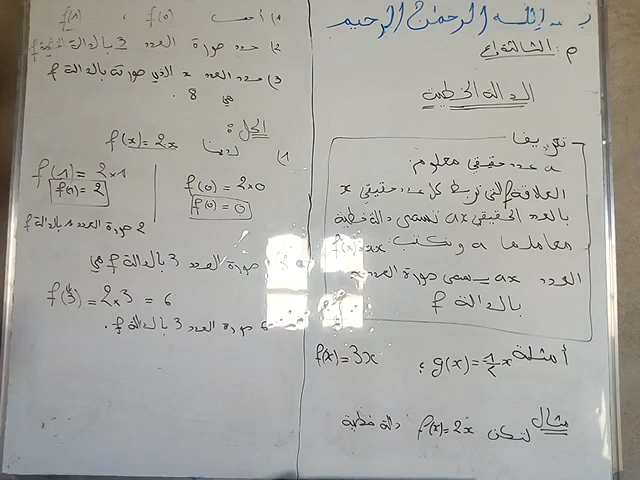 بسم الله الرحمن الرحيم
م: الثالثة ع
الدالة الخطية
تعريف
a عدد حقيقي معلوم.
العلاقة f التي تربط كل عدد حقيقي x
بالعدد الحقيقي ax تسمى دالة خطية
معاملها a ونكتب f(x)=ax
العدد ax يسمى صورة العدد x
بالدالة f
أمثلة g(x)=1/2x ؛ f(x)=3x
مثال لتكن f(x)=2x دالة خطية
1) أحسب f(0) ، f(1)
2) حدد صورة العدد 3 بالدالة الخطية f
3) حدد العدد x الذي صورته بالدالة f
هي 8.
الحل:
1) لدينا f(x)=2x
f(0)=2×0
f(0)=0
f(1)=2×1
f(1)=2
2 صورة العدد 1 بالدالة f
صورة العدد 3 بالدالة f هي
f(3)=2×3=6
6 صورة العدد 3 بالدالة f.